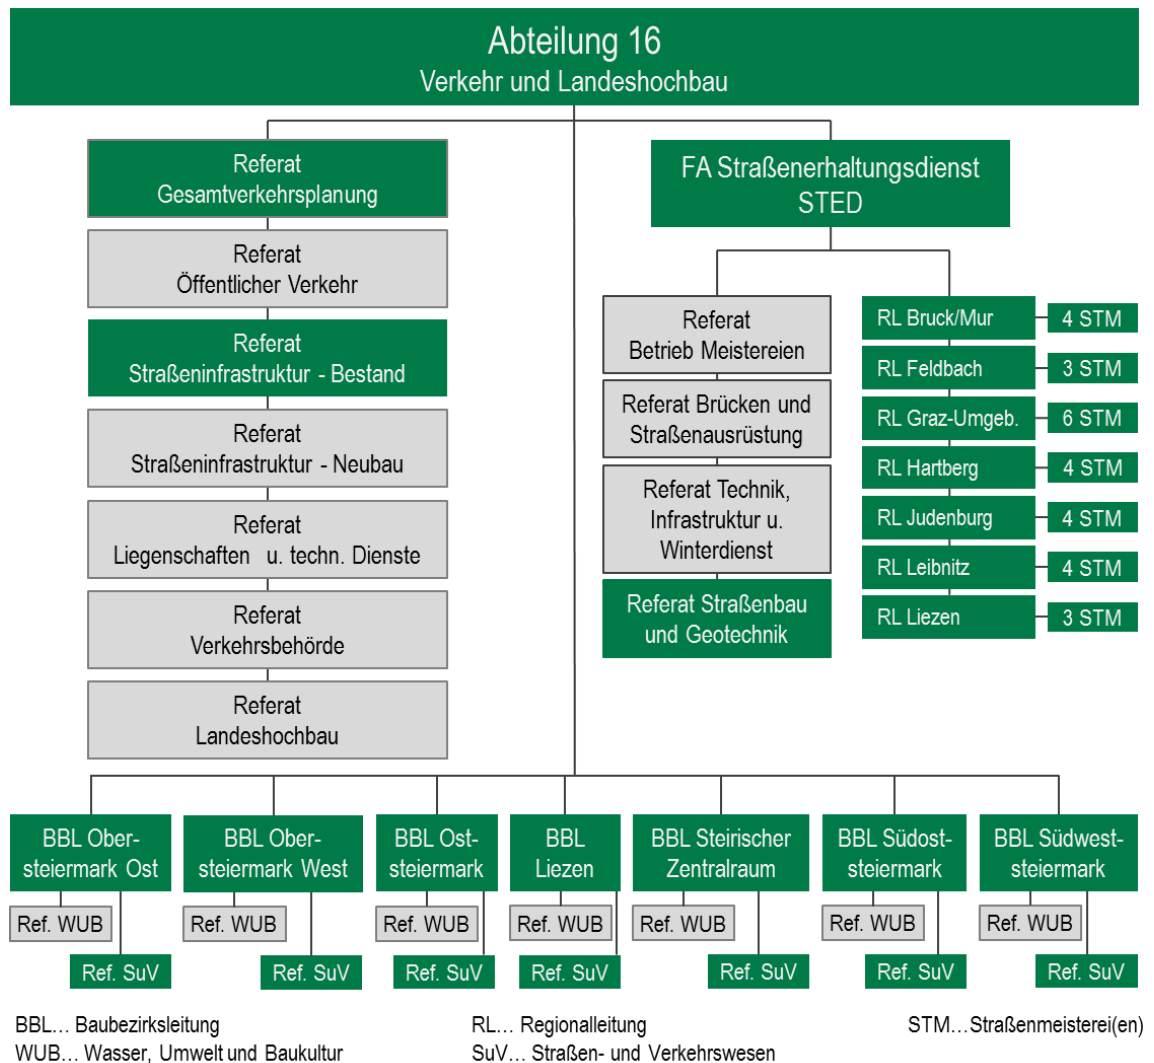 Abteilung 16
Verkehr und Landeshochbau
Referat
Gesamtverkehrsplanung
Referat
Öffentlicher Verkehr
Referat
Straßeninfrastruktur - Bestand
Referat
Straßeninfrastruktur - Neubau
Referat
Liegenschaften u. techn. Dienste
Referat
Verkehrsbehörde
Referat
Landeshochbau
FA Straßenerhaltungsdienst
STED
Referat
Betrieb Meistereien
Referat Brücken und
Straßenausrüstung
Referat Technik,
Infrastruktur u.
Winterdienst
Referat Straßenbau
und Geotechnik
RL Bruck/Mur
4 STM
RL Feldbach
3 STM
RL Graz-Umgeb.
6 STM
RL Hartberg
4 STM
RL Judenburg
4 STM
RL Leibnitz
4 STM
RL Liezen
3 STM
BBL Ober-
steiermark Ost
Ref. WUB
Ref. SuV
BBL Ober-
steiermark West
Ref. WUB
Ref. SuV
BBL Ost-
steiermark
Ref. WUB
Ref. SuV
BBL
Liezen
Ref. WUB
Ref. SuV
BBL Steirischer
Zentralraum
Ref. WUB
Ref. SuV
BBL Südost-
steiermark
Ref. WUB
Ref. SuV
BBL Südwest-
steiermark
Ref. WUB
Ref. SuV
BBL... Baubezirksleitung
WUB... Wasser, Umwelt und Baukultur
RL... Regionalleitung
SuV... Straßen- und Verkehrswesen
STM...Straßenmeisterei(en)